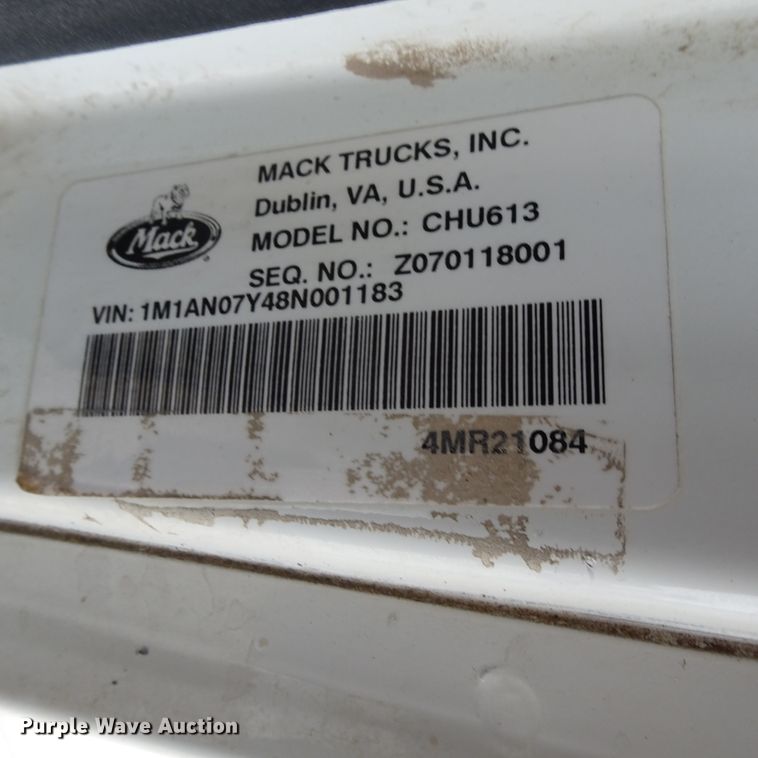 MACK TRUCKS, INC.
Dublin, VA, U.S.A.
Mack
MODEL NO.: CHU613
SEQ. NO.: Z070118001
VIN: 1M1AN07Y48N001183
4MR21084
Purple Wave Auction